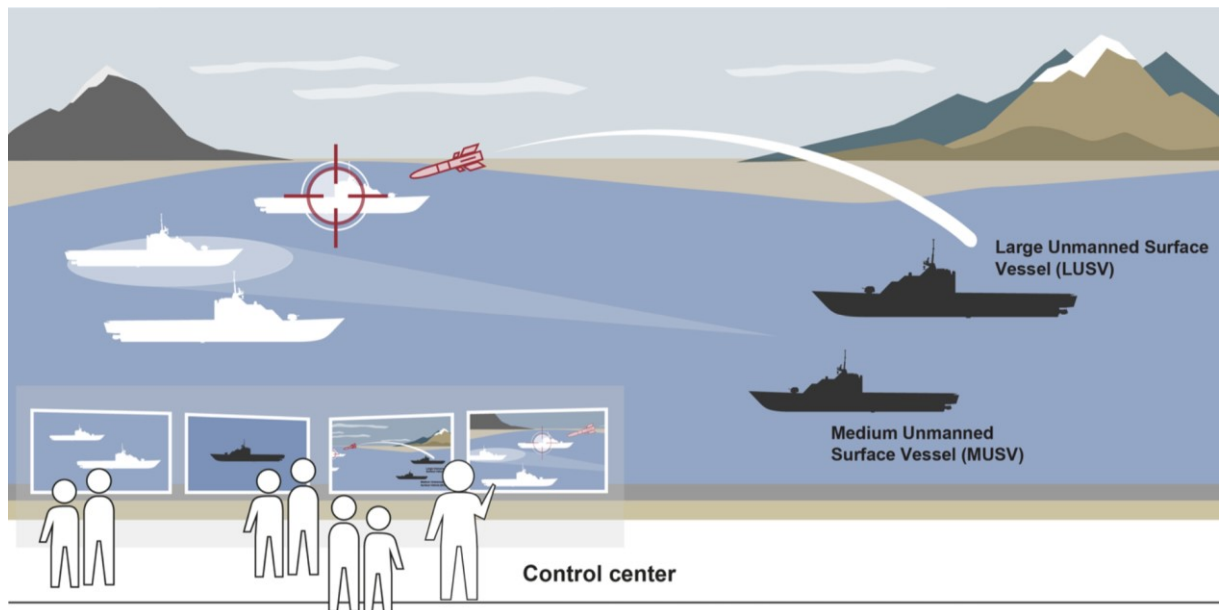 Large Unmanned Surface
Vessel (LUSV)
Medium Unmanned
Surface Vessel (MUSV)
Control center